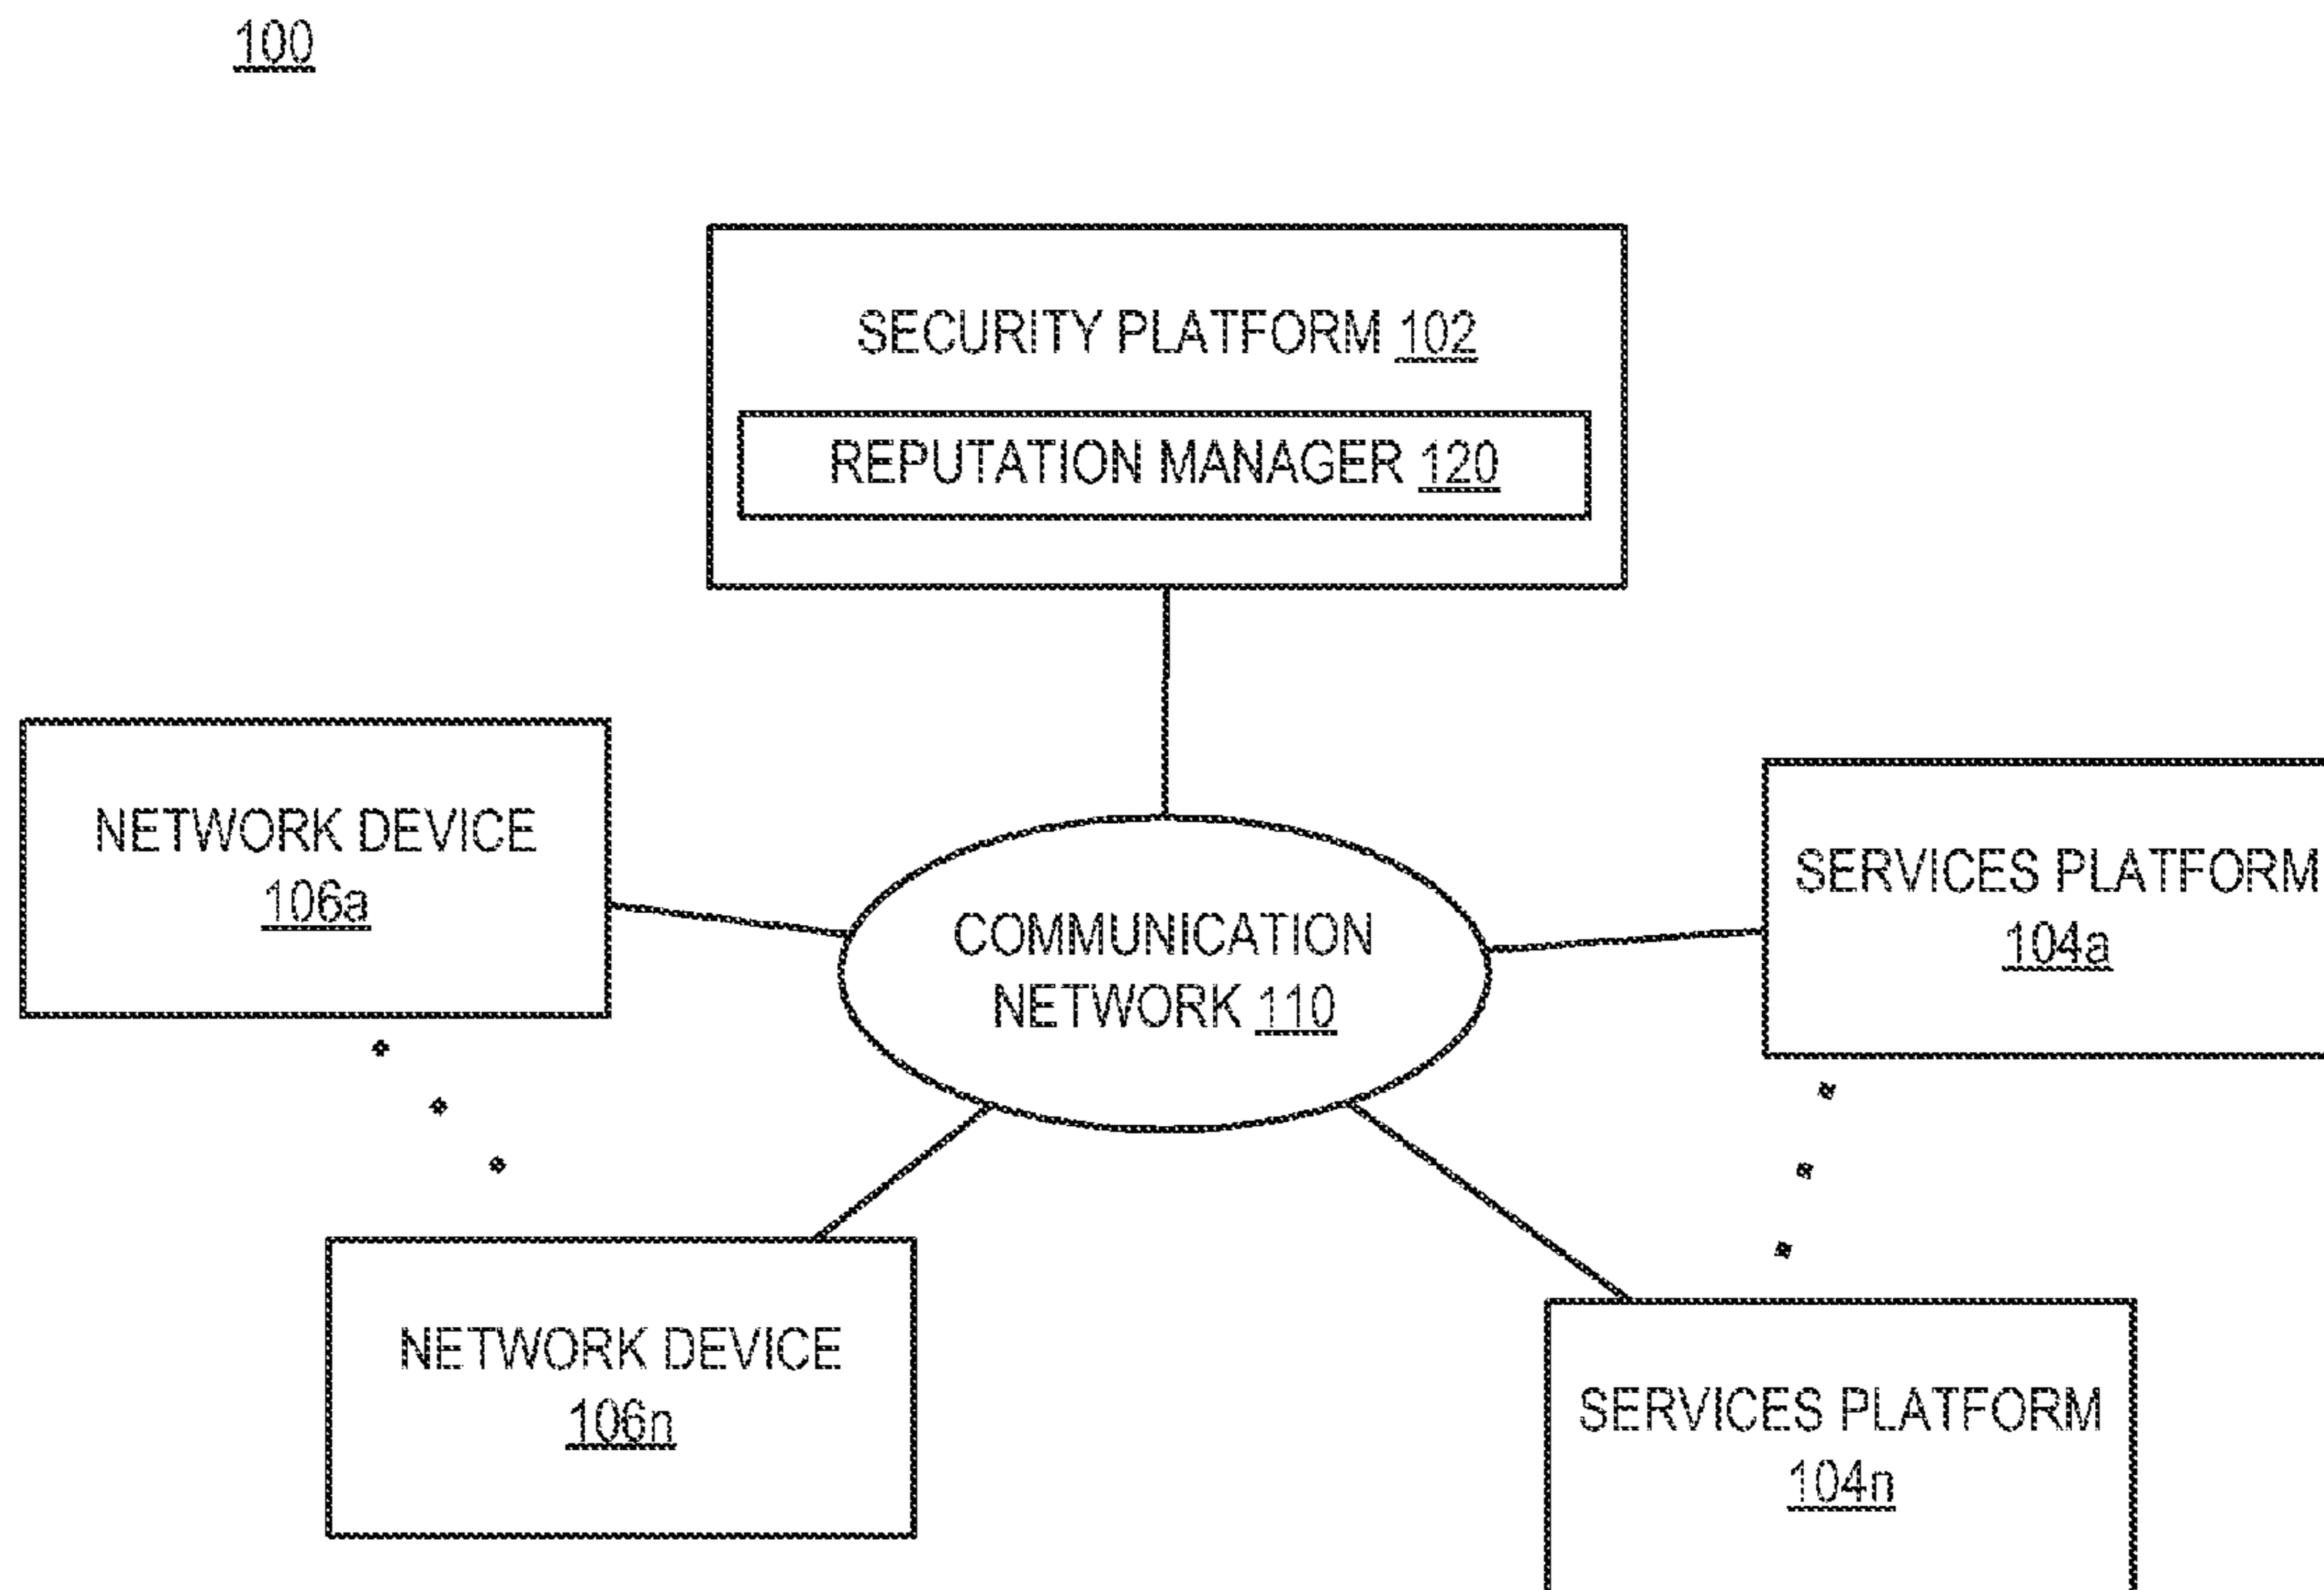 100
SECURITY PLATFORM 102
REPUTATION MANAGER 120
NETWORK DEVICE
106a
COMMUNICATION
NETWORK 110
SERVICES PLATFORM
104a
NETWORK DEVICE
106n
SERVICES PLATFORM
104n